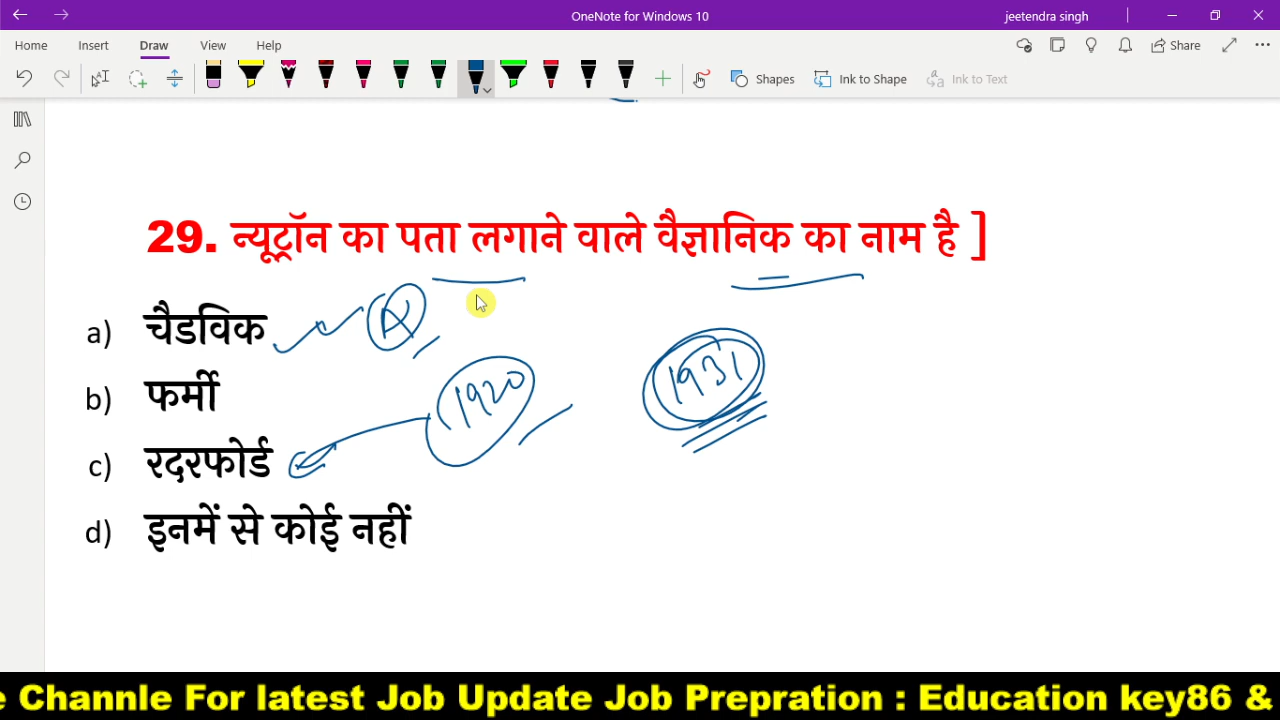 OneNote for Windows 10
jeetendra singh
Home Insert Draw View Help
Share
Shapes
Ink to Shape
Ink to Text
29. न्यूट्रॉन का पता लगाने वाले वैज्ञानिक का नाम है ]
a) चैडविक A
b) फर्मी
1920
1931
c) रदरफोर्ड
d) इनमें से कोई नहीं
e Channle For latest Job Update Job Prepration : Education key86 &